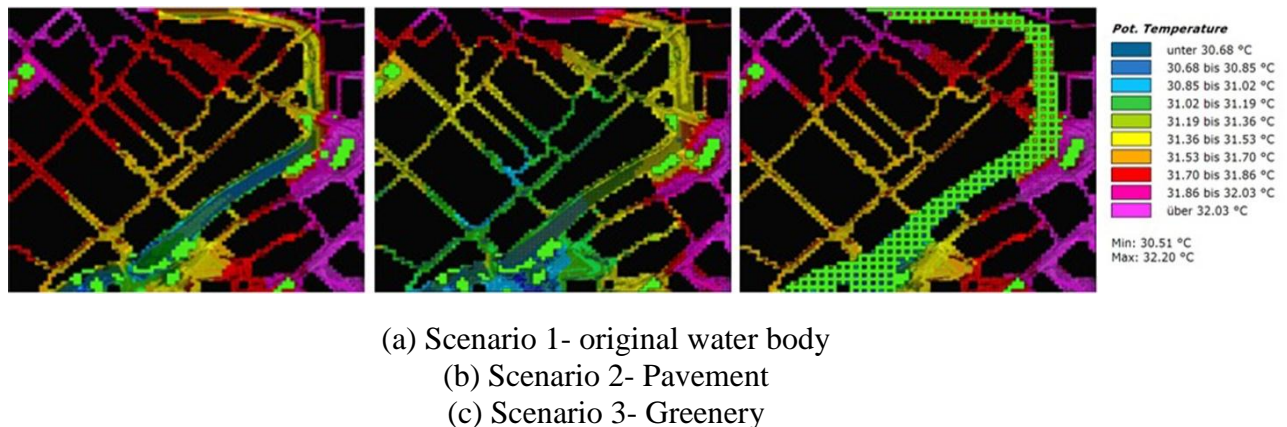 Pot. Temperature
unter 30.68 °C
30.68 bis 30.85 °C
30.85 bis 31.02 °C
31.02 bis 31.19 °C
31.19 bis 31.36 °C
31.36 bis 31.53 °C
31.53 bis 31.70 °C
31.70 bis 31.86 °C
31.86 bis 32.03 °C
über 32.03 °C
Min: 30.51 °C
Max: 32.20 °C
(a) Scenario 1- original water body
(b) Scenario 2- Pavement
(c) Scenario 3- Greenery